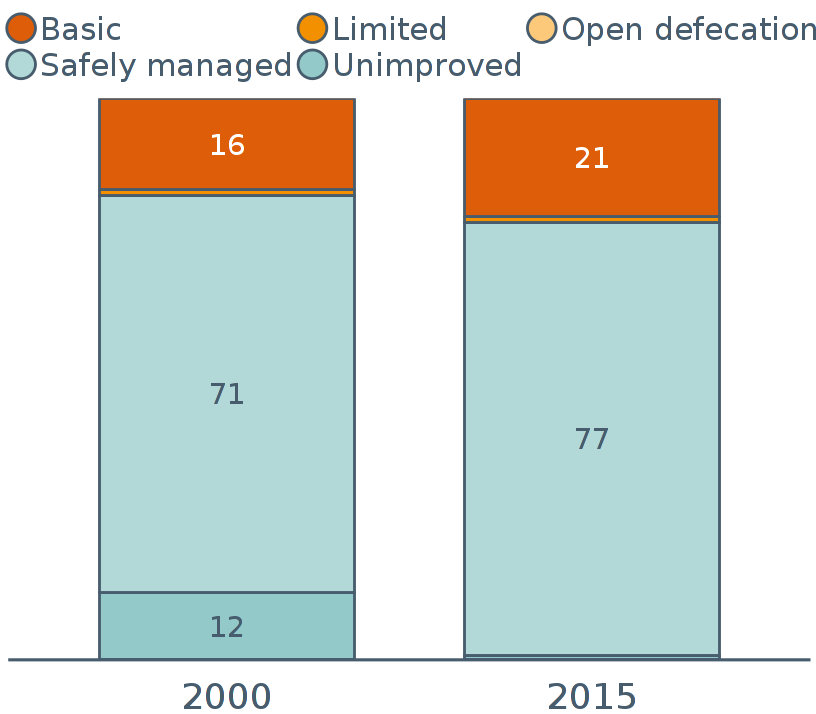 Basic Limited Open defecation
Safely managed Unimproved
16 21
71 77
12
2000 2015